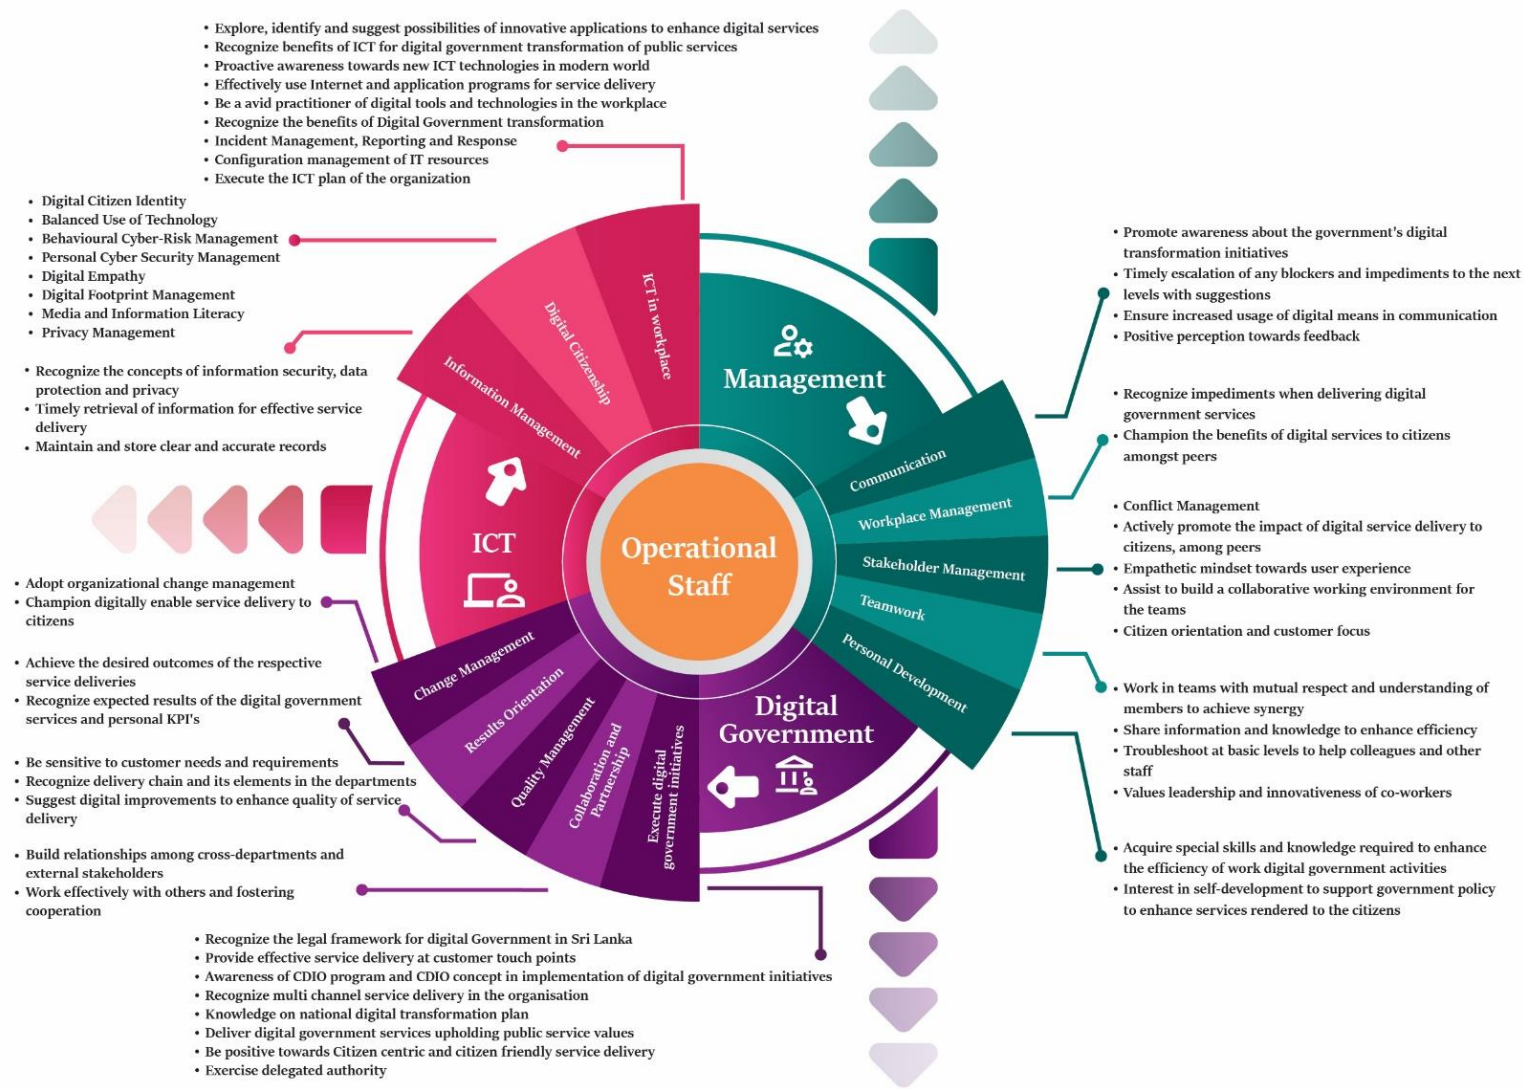 • Explore, identify and suggest possibilities of innovative applications to enhance digital services
• Recognize benefits of ICT for digital government transformation of public services
• Proactive awareness towards new ICT technologies in modern world
• Effectively use Internet and application programs for service delivery
• Be a avid practitioner of digital tools and technologies in the workplace
• Recognize the benefits of Digital Government transformation
• Incident Management, Reporting and Response
• Configuration management of IT resources
• Execute the ICT plan of the organization
• Digital Citizen Identity
• Balanced Use of Technology
• Behavioural Cyber-Risk Management
• Personal Cyber Security Management
• Digital Empathy
• Digital Footprint Management
• Media and Information Literacy
• Privacy Management
• Recognize the concepts of information security, data
protection and privacy
• Timely retrieval of information for effective service
delivery
• Maintain and store clear and accurate records
ICT in workplace
Digital Citizenship
Information Management
ICT
Management
Communication
Workplace Management
Stakeholder Management
Teamwork
Personal Development
Operational
Staff
Digital
Government
Change Management
Results Orientation
Quality Management
Collaboration and
Partnership
Execute digital
government initiatives
• Promote awareness about the government's digital
transformation initiatives
• Timely escalation of any blockers and impediments to the next
levels with suggestions
• Ensure increased usage of digital means in communication
• Positive perception towards feedback
• Recognize impediments when delivering digital
government services
• Champion the benefits of digital services to citizens
amongst peers
• Conflict Management
• Actively promote the impact of digital service delivery to
citizens, among peers
• Empathetic mindset towards user experience
• Assist to build a collaborative working environment for
the teams
• Citizen orientation and customer focus
• Work in teams with mutual respect and understanding of
members to achieve synergy
• Share information and knowledge to enhance efficiency
• Troubleshoot at basic levels to help colleagues and other
staff
• Values leadership and innovativeness of co-workers
• Acquire special skills and knowledge required to enhance
the efficiency of work digital government activities
• Interest in self-development to support government policy
to enhance services rendered to the citizens
• Adopt organizational change management
• Champion digitally enable service delivery to
citizens
• Achieve the desired outcomes of the respective
service deliveries
• Recognize expected results of the digital government
services and personal KPI's
• Be sensitive to customer needs and requirements
• Recognize delivery chain and its elements in the departments
• Suggest digital improvements to enhance quality of service
delivery
• Build relationships among cross-departments and
external stakeholders
• Work effectively with others and fostering
cooperation
• Recognize the legal framework for digital Government in Sri Lanka
• Provide effective service delivery at customer touch points
• Awareness of CDIO program and CDIO concept in implementation of digital government initiatives
• Recognize multi channel service delivery in the organisation
• Knowledge on national digital transformation plan
• Deliver digital government services upholding public service values
• Be positive towards Citizen centric and citizen friendly service delivery
• Exercise delegated authority